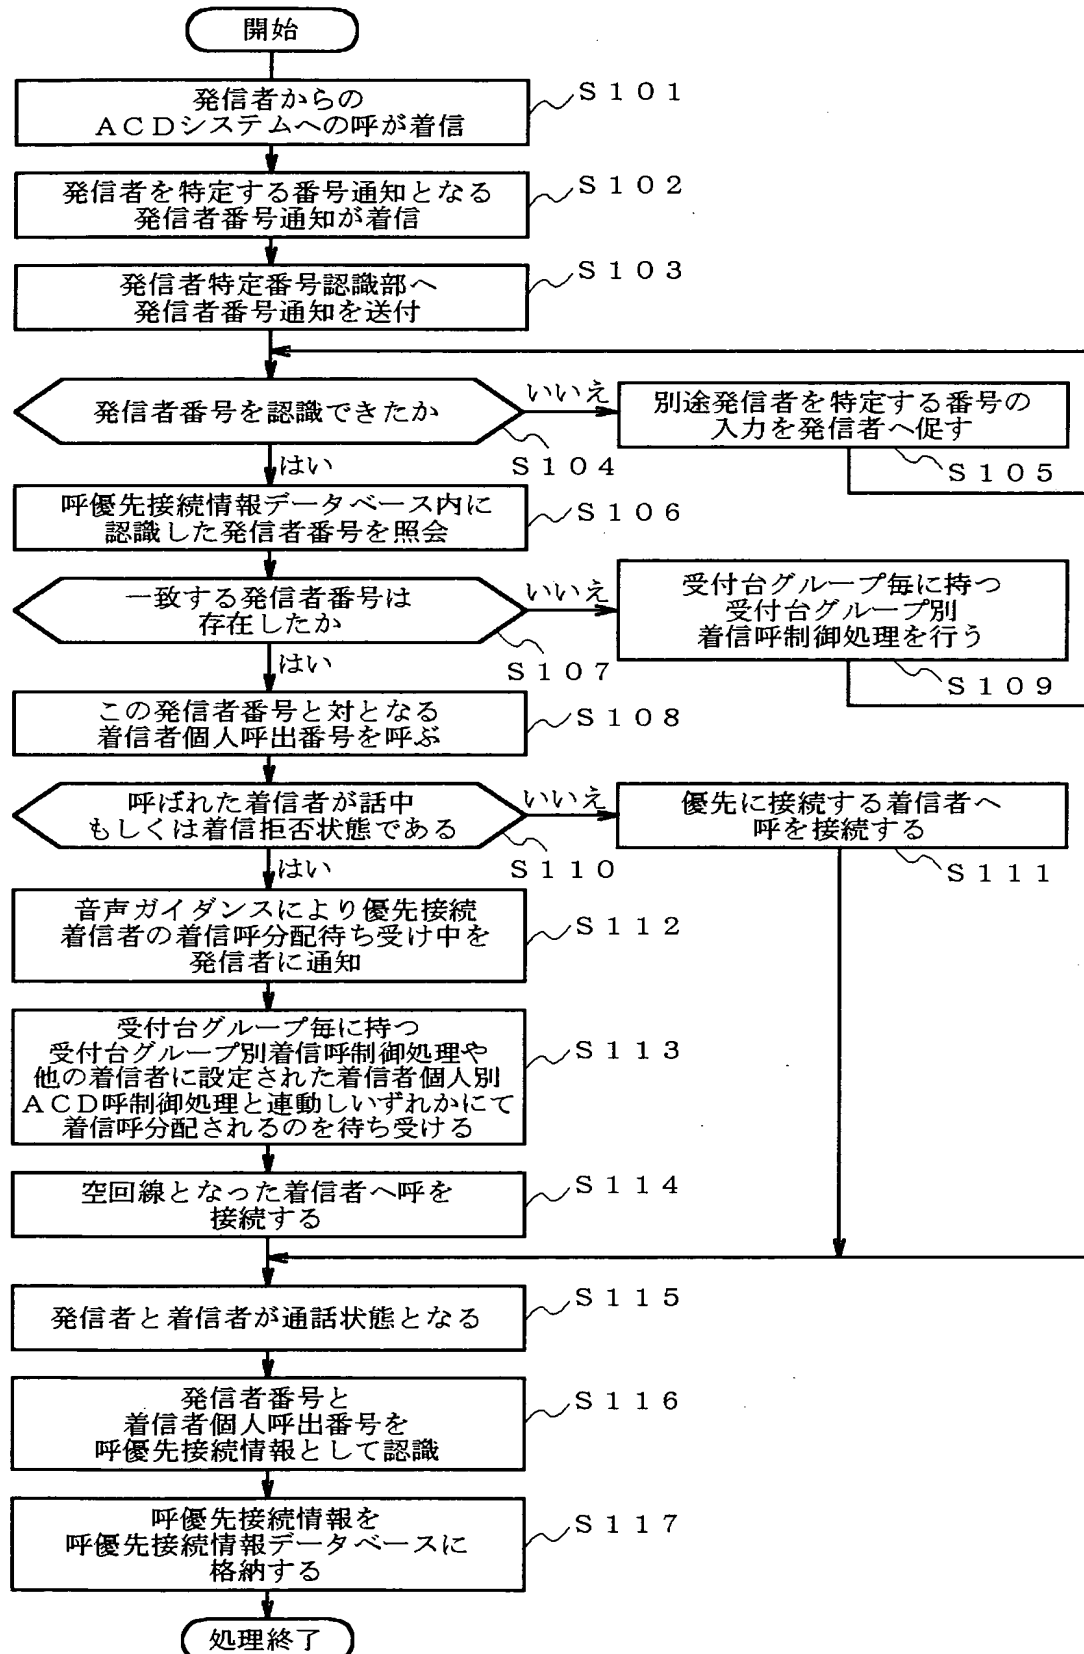 開始
発信者からの
ACDシステムへの呼が着信
S101
発信者を特定する番号通知となる
発信者番号通知が着信
S102
発信者特定番号認識部へ
発信者番号通知を送付
S103
発信者番号を認識できたか
S104
いいえ
はい
別途発信者を特定する番号の
入力を発信者へ促す
S105
呼優先接続情報データベース内に
認識した発信者番号を照会
S106
一致する発信者番号は
存在したか
S107
いいえ
はい
受付台グループ毎に持つ
受付台グループ別
着信呼制御処理を行う
S109
この発信者番号と対となる
着信者個人呼出番号を呼ぶ
S108
呼ばれた着信者が話中
もしくは着信拒否状態である
S110
いいえ
はい
優先に接続する着信者へ
呼を接続する
S111
音声ガイダンスにより優先接続
着信者の着信呼分配待ち受け中を
発信者に通知
S112
受付台グループ毎に持つ
受付台グループ別着信呼制御処理や
他の着信者に設定された着信者個人別
ACD呼制御処理と連動しいずれかにて
着信呼分配されるのを待ち受ける
S113
空回線となった着信者へ呼を
接続する
S114
発信者と着信者が通話状態となる
S115
発信者番号と
着信者個人呼出番号を
呼優先接続情報として認識
S116
呼優先接続情報を
呼優先接続情報データベースに
格納する
S117
処理終了